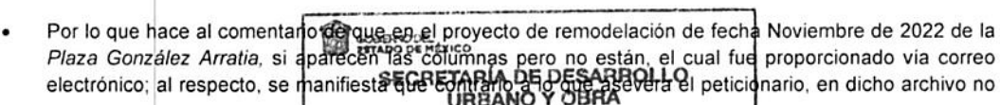 • Por lo que hace al comentario de que en el proyecto de remodelación de fecha Noviembre de 2022 de la
GOBIERNO DEL
ESTADO DE MÉXICO
Plaza González Arratia, si aparecen las columnas pero no están, el cual fue proporcionado vía correo
SECRETARÍA DE DESARROLLO
electrónico; al respecto, se manifiesta que contrario a lo que asevera el peticionario, en dicho archivo no
URBANO Y OBRA